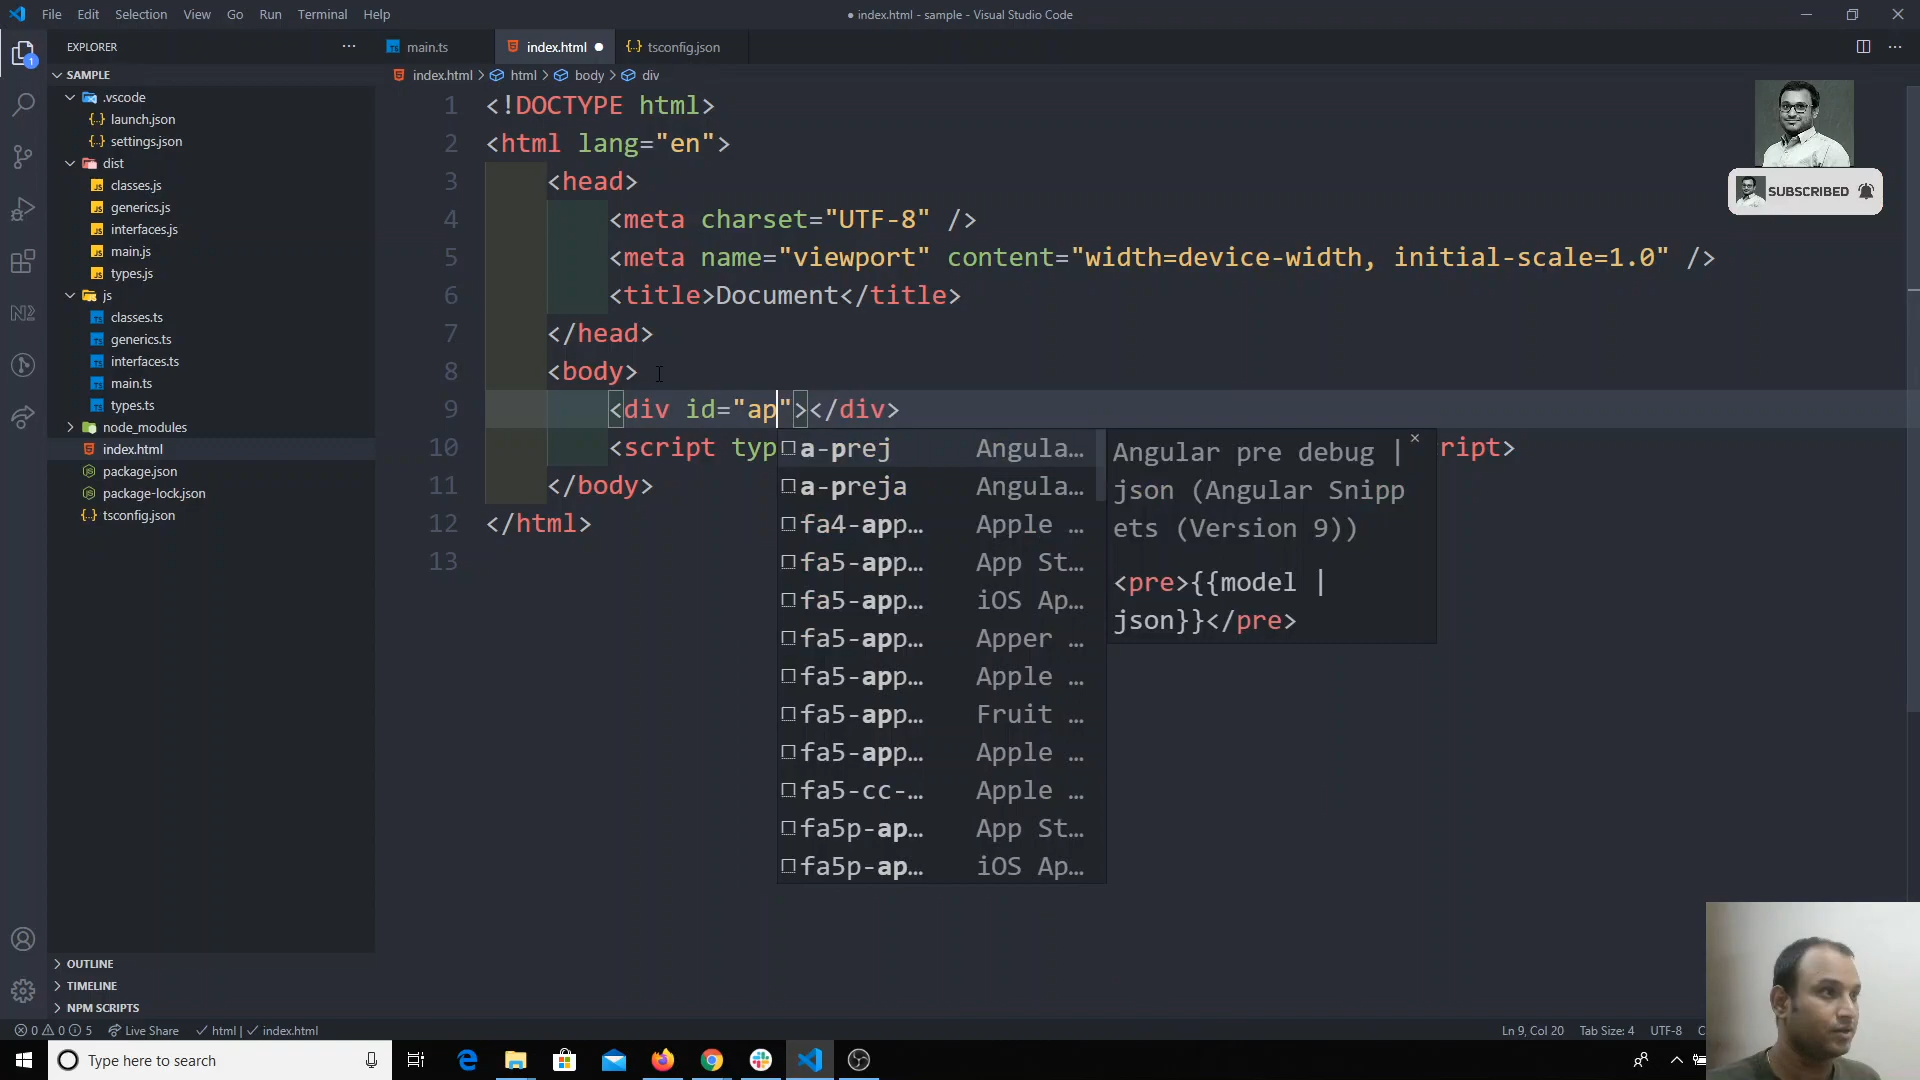 File Edit Selection View Go Run Terminal Help
● index.html - sample - Visual Studio Code
EXPLORER
main.ts
index.html
tsconfig.json
SAMPLE
index.html > html > body > div
.vscode
launch.json
settings.json
dist
classes.js
generics.js
interfaces.js
main.js
types.js
js
classes.ts
generics.ts
interfaces.ts
main.ts
types.ts
node_modules
index.html
package.json
package-lock.json
tsconfig.json
OUTLINE
TIMELINE
NPM SCRIPTS
1 <!DOCTYPE html>
2 <html lang="en">
3 <head>
4 <meta charset="UTF-8" />
5 <meta name="viewport" content="width=device-width, initial-scale=1.0" />
6 <title>Document</title>
7 </head>
8 <body>
9 <div id="ap"></div>
10 <script typ ript>
11 </body>
12 </html>
13
a-prej Angula...
a-preja Angula...
fa4-app... Apple ...
fa5-app... App St...
fa5-app... iOS Ap...
fa5-app... Apper ...
fa5-app... Apple ...
fa5-app... Fruit ...
fa5-app... Apple ...
fa5-cc-... Apple ...
fa5p-ap... App St...
fa5p-ap... iOS Ap...
Angular pre debug |
json (Angular Snipp
ets (Version 9))
<pre>{{model |
json}}</pre>
SUBSCRIBED
1
0 0 5 Live Share html | index.html
Ln 9, Col 20 Tab Size: 4 UTF-8 C
Type here to search